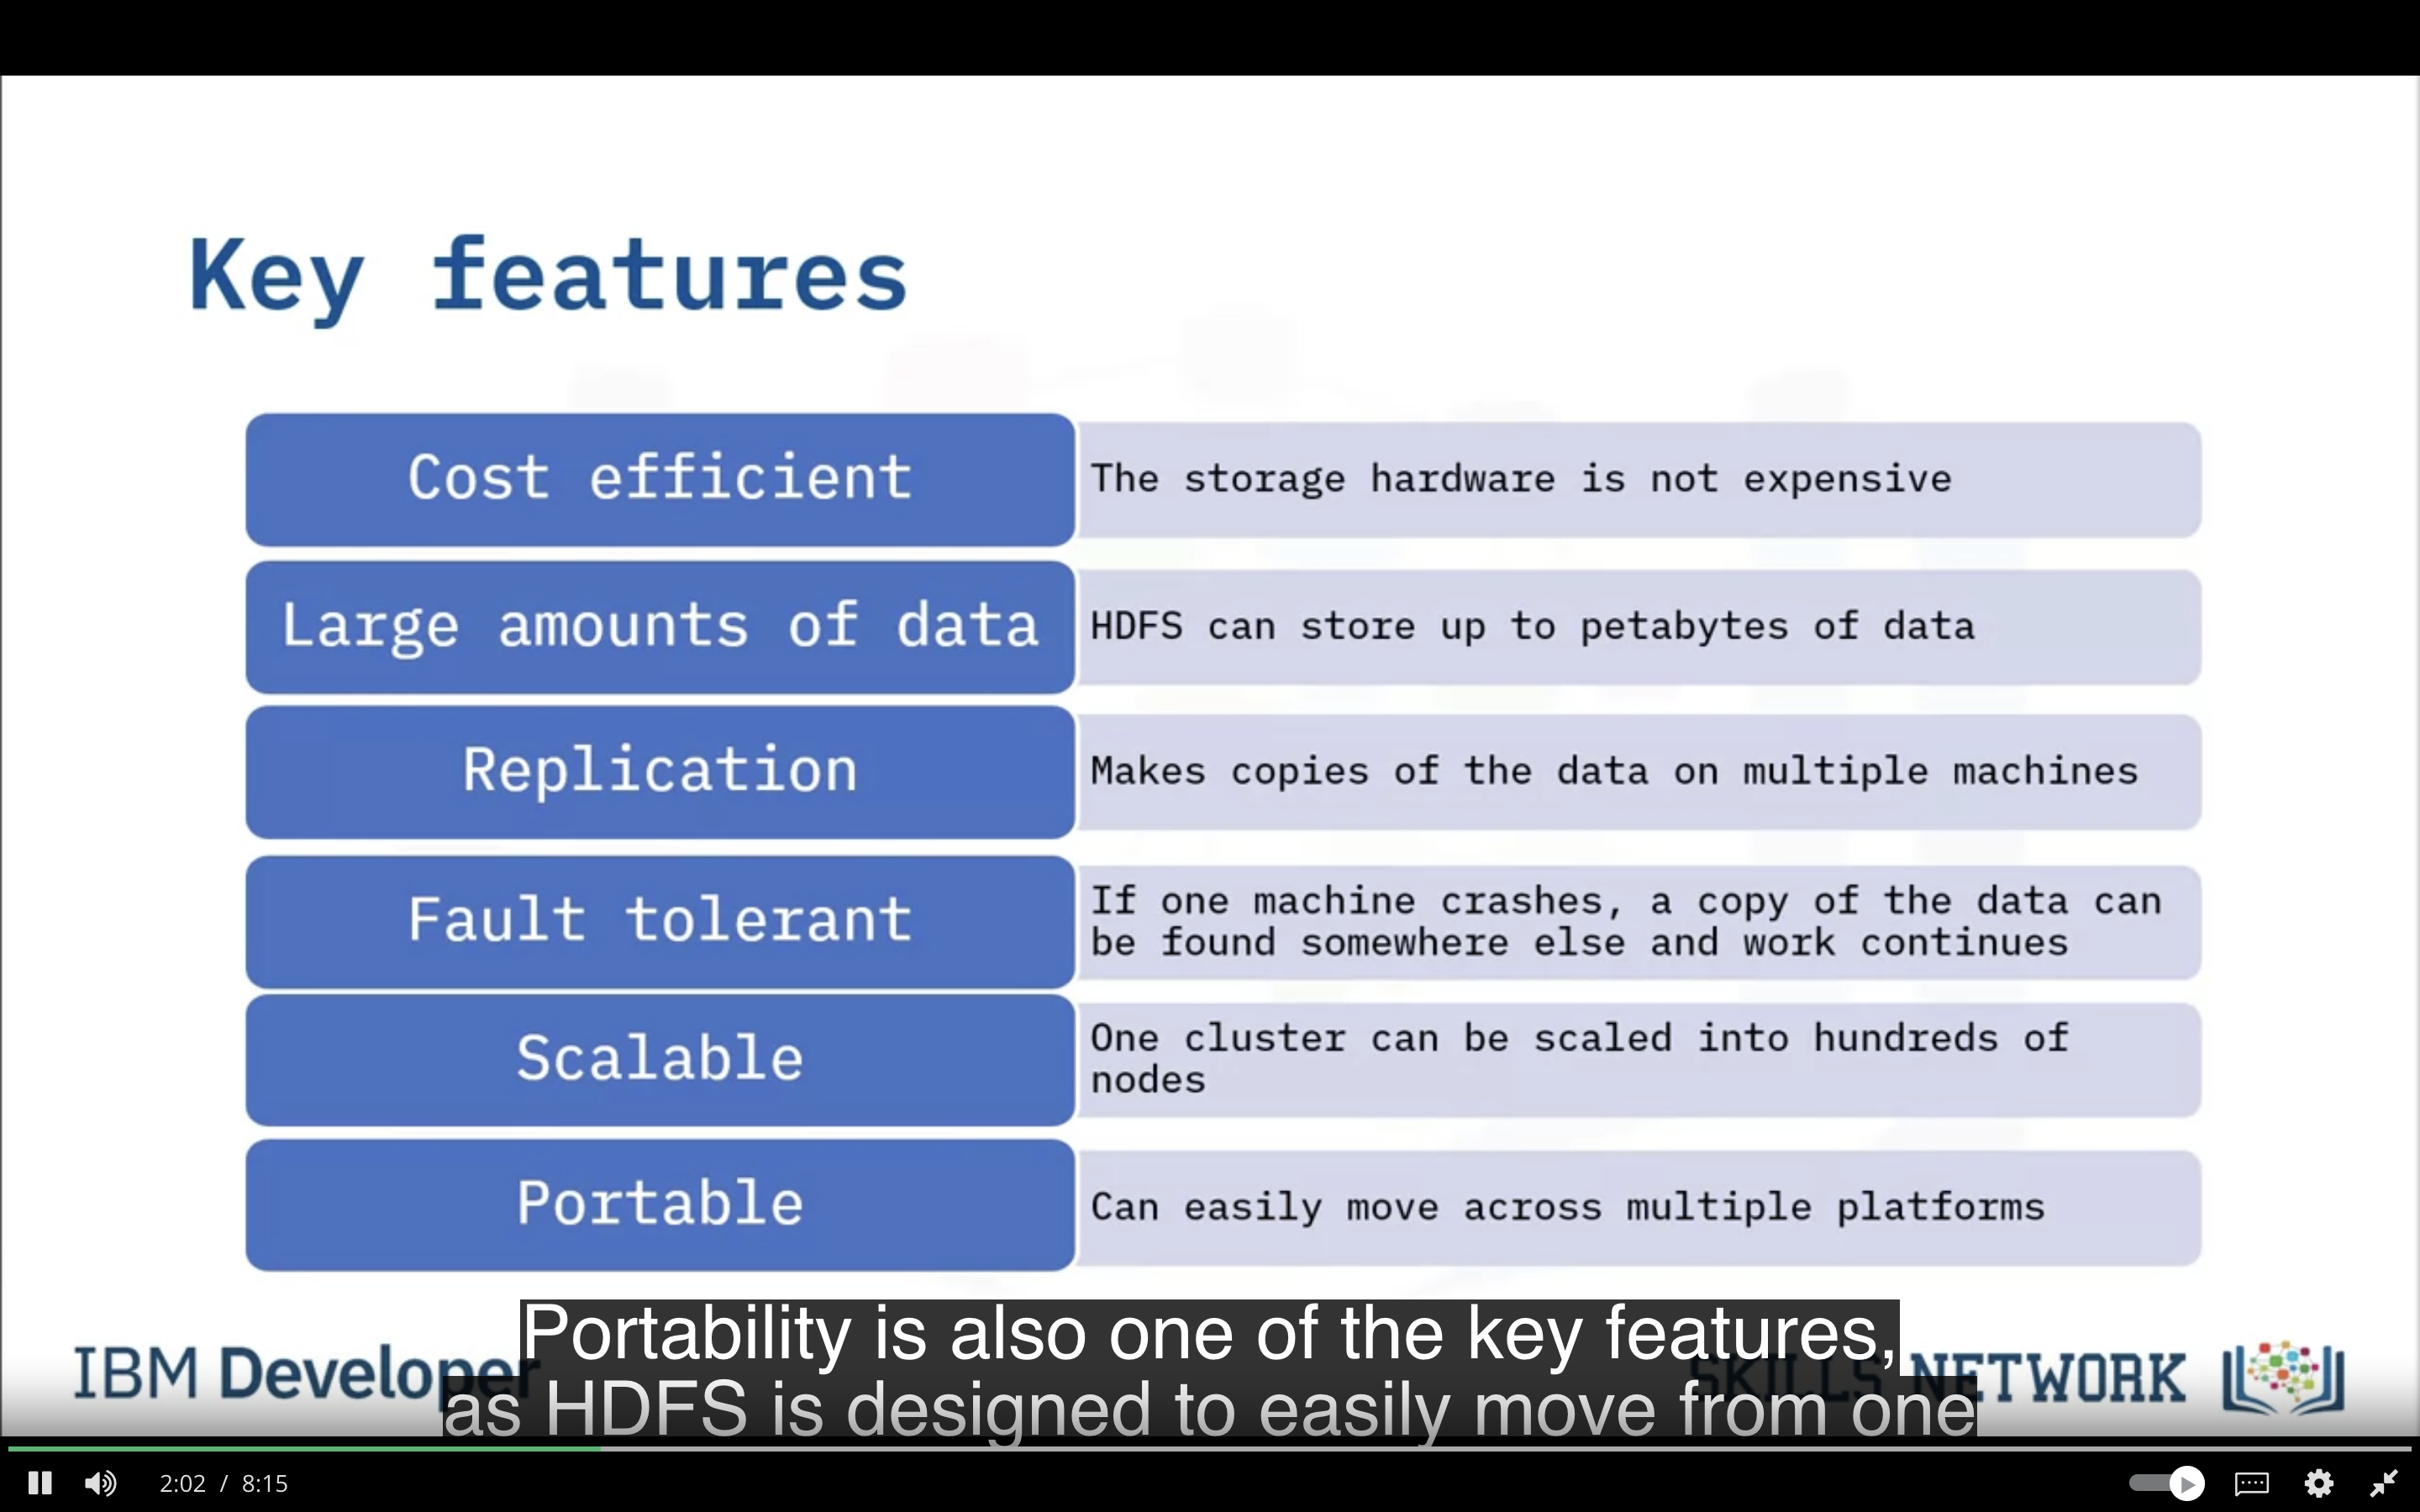 Key features
Cost efficient
The storage hardware is not expensive
Large amounts of data
HDFS can store up to petabytes of data
Replication
Makes copies of the data on multiple machines
Fault tolerant
If one machine crashes, a copy of the data can
be found somewhere else and work continues
Scalable
One cluster can be scaled into hundreds of
nodes
Portable
Can easily move across multiple platforms
Portability is also one of the key features,
as HDFS is designed to easily move from one
IBM Developer
SKILLS NETWORK
2:02 / 8:15